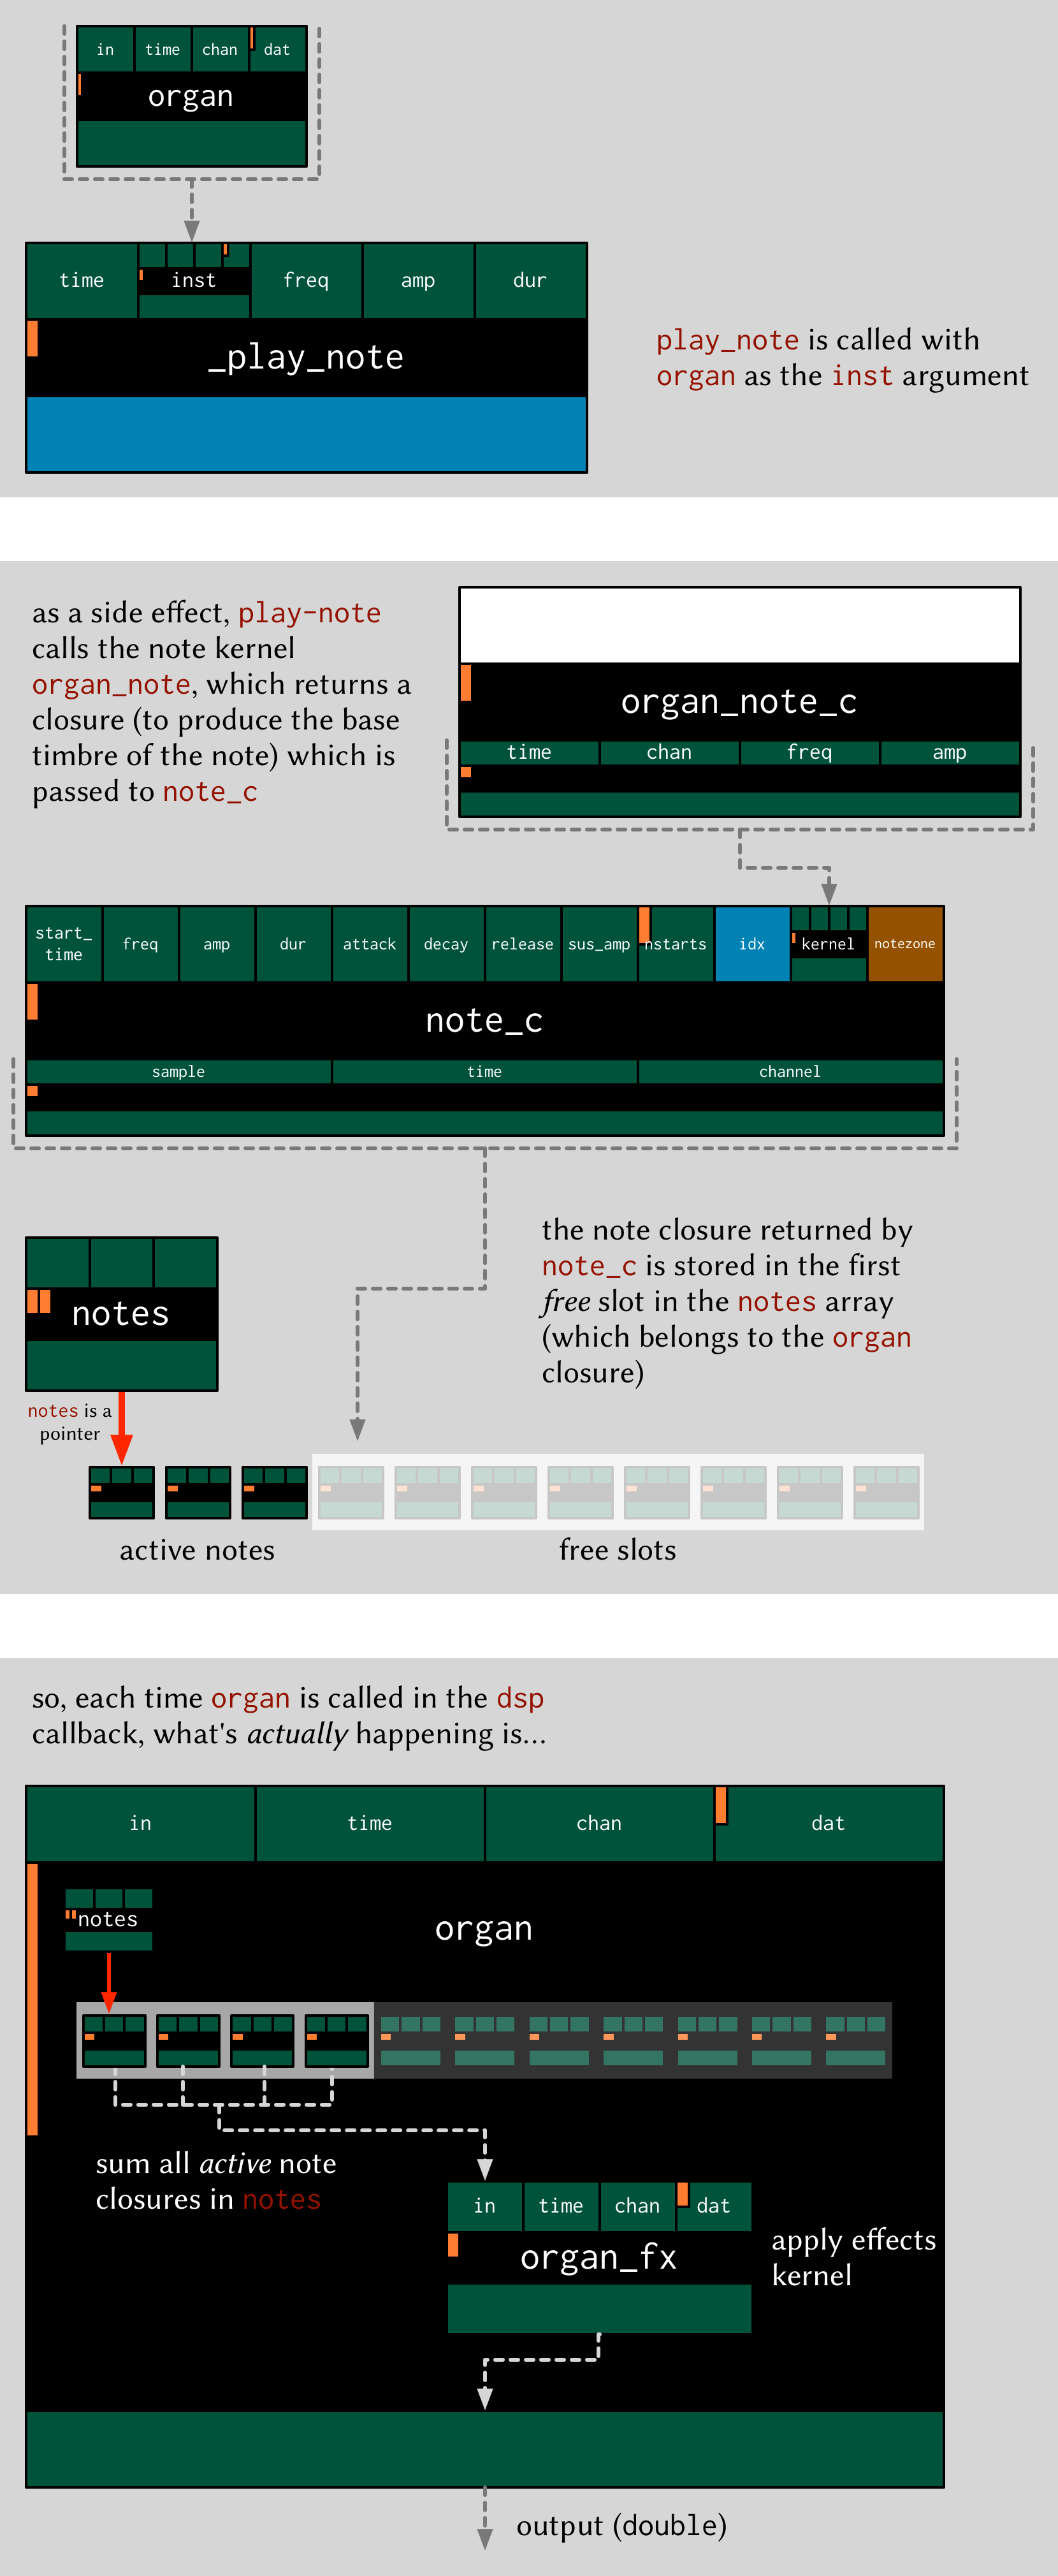 in time chan dat
organ
time inst freq amp dur
_play_note
play_note is called with
organ as the inst argument
as a side effect, play-note
calls the note kernel
organ_note, which returns a
closure (to produce the base
timbre of the note) which is
passed to note_c
organ_note_c
time chan freq amp
start_
time freq amp dur attack decay release sus_amp nstarts idx kernel notezone
note_c
sample time channel
the note closure returned by
note_c is stored in the first
free slot in the notes array
(which belongs to the organ
closure)
notes
notes is a
pointer
active notes free slots
so, each time organ is called in the dsp
callback, what's actually happening is...
in time chan dat
notes
organ
sum all active note
closures in notes
in time chan dat
organ_fx
apply effects
kernel
output (double)